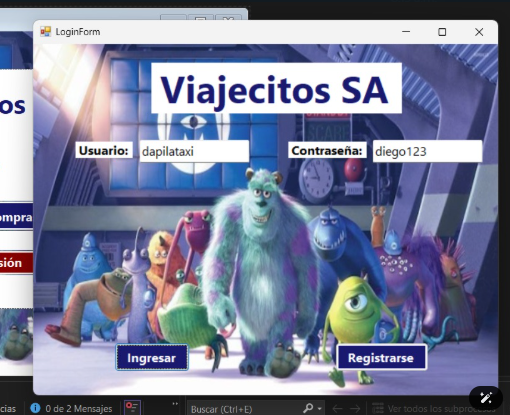 LoginForm
Viajecitos SA
os
Usuario: dapilataxi Contraseña: diego123
ompra
sión
Ingresar Registrarse
cias 0 de 2 Mensajes Buscar (Ctrl+E) Ver todos los subpro